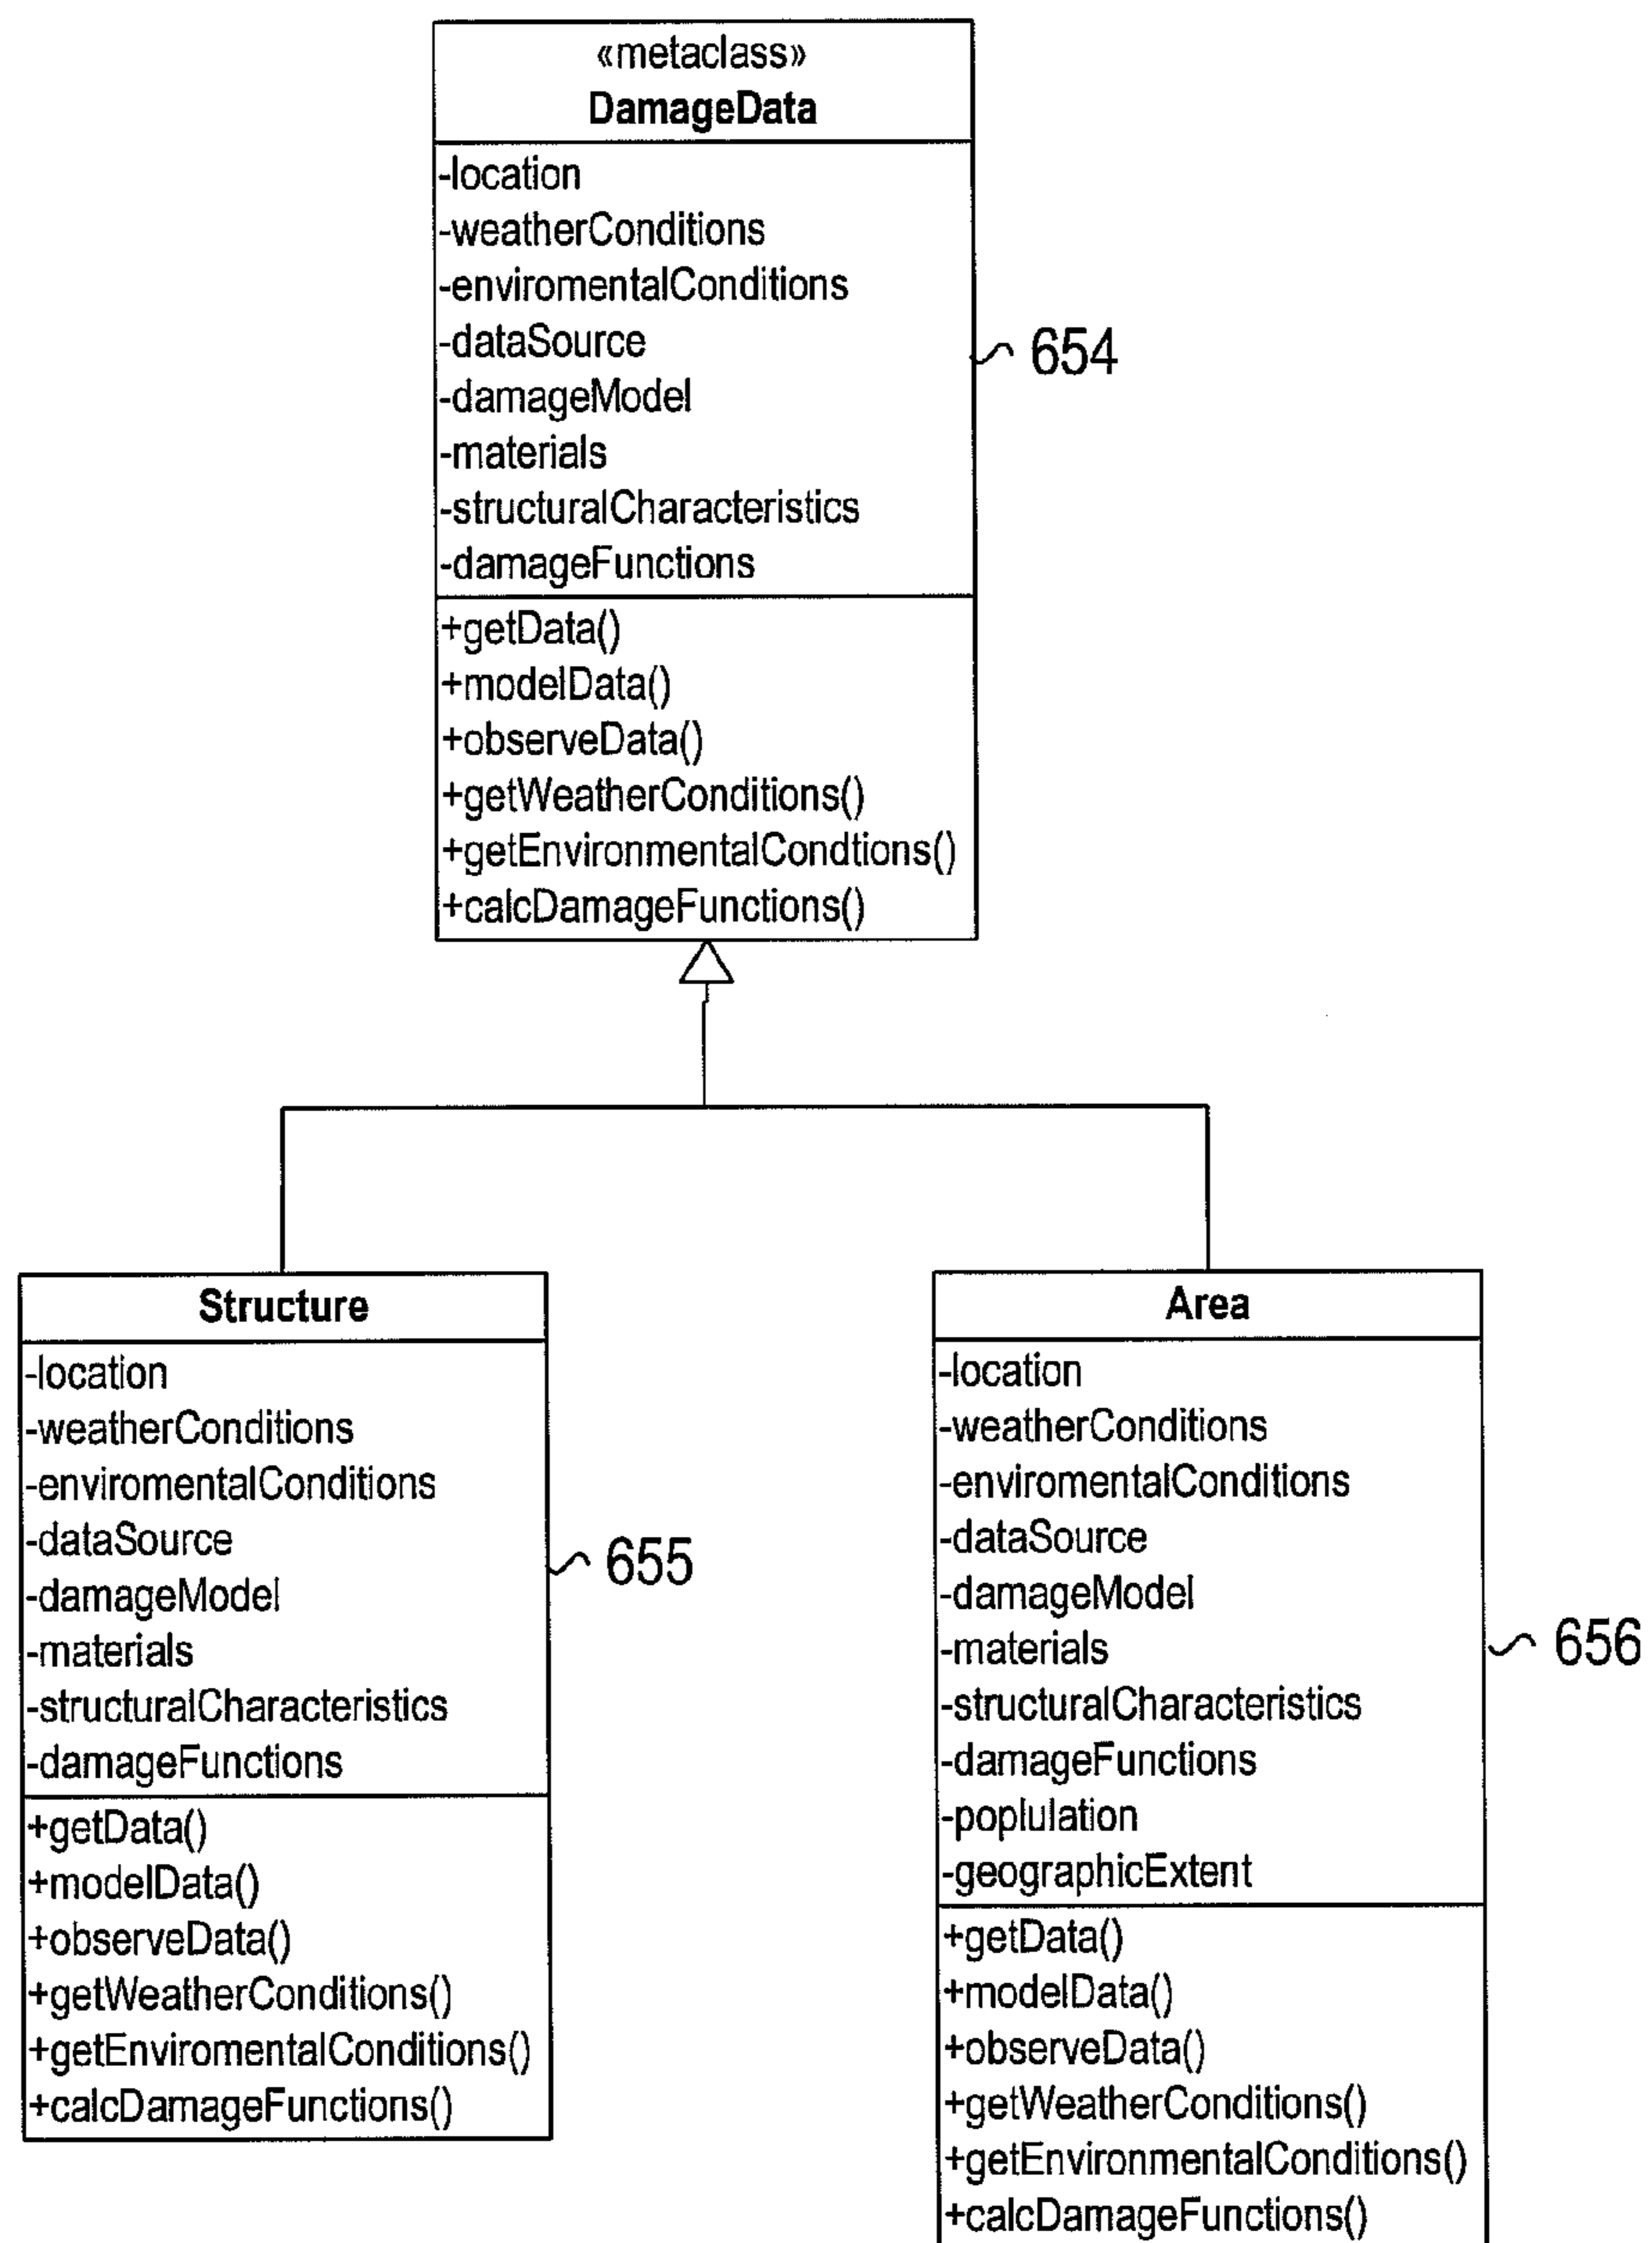 «metaclass»
DamageData
-location
-weatherConditions
-enviromentalConditions
-dataSource
-damageModel
-materials
-structuralCharacteristics
-damageFunctions
+getData()
+modelData()
+observeData()
+getWeatherConditions()
+getEnvironmentalCondtions()
+calcDamageFunctions()
654
Structure
-location
-weatherConditions
-enviromentalConditions
-dataSource
-damageModel
-materials
-structuralCharacteristics
-damageFunctions
+getData()
+modelData()
+observeData()
+getWeatherConditions()
+getEnviromentalConditions()
+calcDamageFunctions()
655
Area
-location
-weatherConditions
-enviromentalConditions
-dataSource
-damageModel
-materials
-structuralCharacteristics
-damageFunctions
-poplulation
-geographicExtent
+getData()
+modelData()
+observeData()
+getWeatherConditions()
+getEnvironmentalConditions()
+calcDamageFunctions()
656